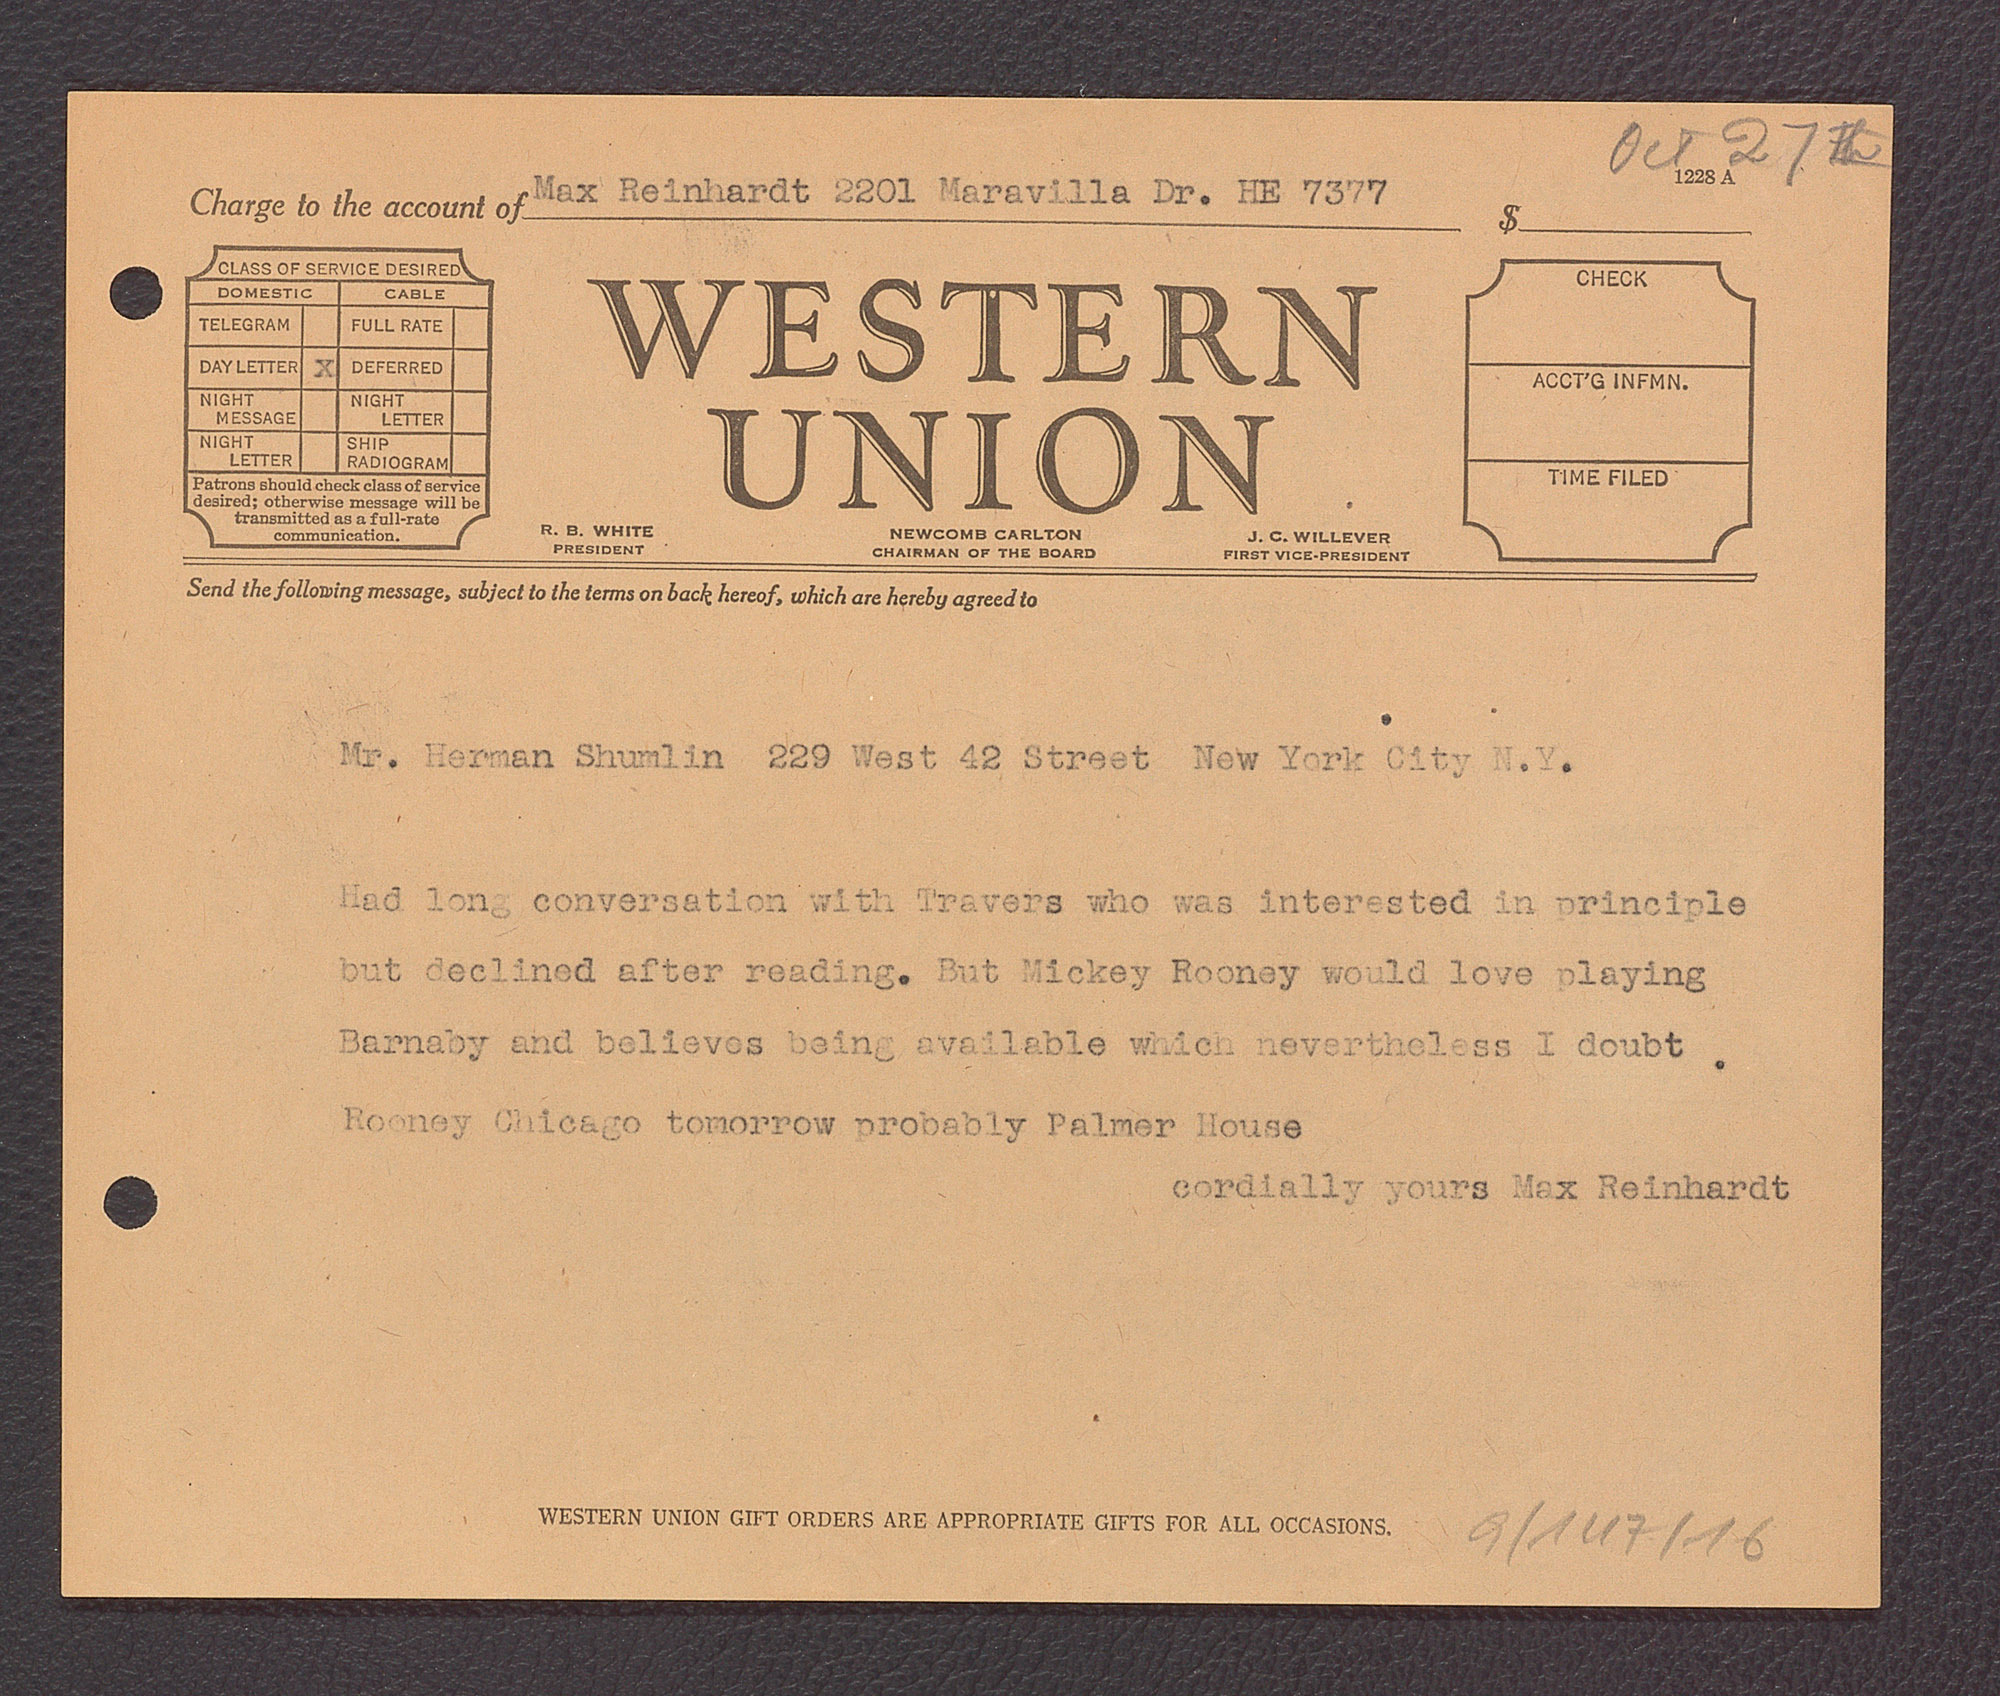 Oct 27th
1228 A
Charge to the account of Max Reinhardt 2201 Maravilla Dr. HE 7377 $
CLASS OF SERVICE DESIRED
DOMESTIC CABLE
TELEGRAM FULL RATE
DAY LETTER X DEFERRED
NIGHT MESSAGE NIGHT LETTER
NIGHT LETTER SHIP RADIOGRAM
Patrons should check class of service
desired; otherwise message will be
transmitted as a full-rate
communication.
WESTERN
UNION
R. B. WHITE
PRESIDENT
NEWCOMB CARLTON
CHAIRMAN OF THE BOARD
J. C. WILLEVER
FIRST VICE-PRESIDENT
CHECK
ACCT'G INFMN.
TIME FILED
Send the following message, subject to the terms on back hereof, which are hereby agreed to
Mr. Herman Shumlin 229 West 42 Street New York City N.Y.
Had long conversation with Travers who was interested in principle
but declined after reading. But Mickey Rooney would love playing
Barnaby and believes being available which nevertheless I doubt .
Rooney Chicago tomorrow probably Palmer House
cordially yours Max Reinhardt
WESTERN UNION GIFT ORDERS ARE APPROPRIATE GIFTS FOR ALL OCCASIONS.
9/147/16